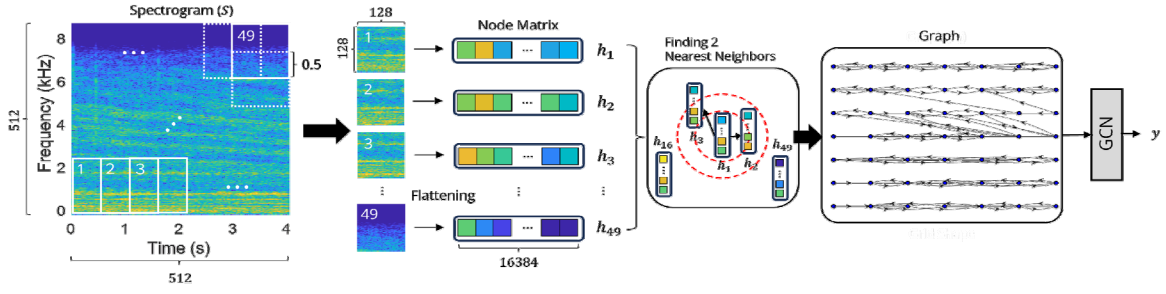 Spectrogram (S)
512
Frequency (kHz)
8
6
4
2
0
49
0.5
1 2 3
0 1 2 3 4
Time (s)
512
128
128
1
2
3
49
Flattening
Node Matrix
h₁
h₂
h₃
h₄₉
16384
Finding 2
Nearest Neighbors
h₃
h₁₆
h₁
h₂
h₄₉
Graph
GCN
y